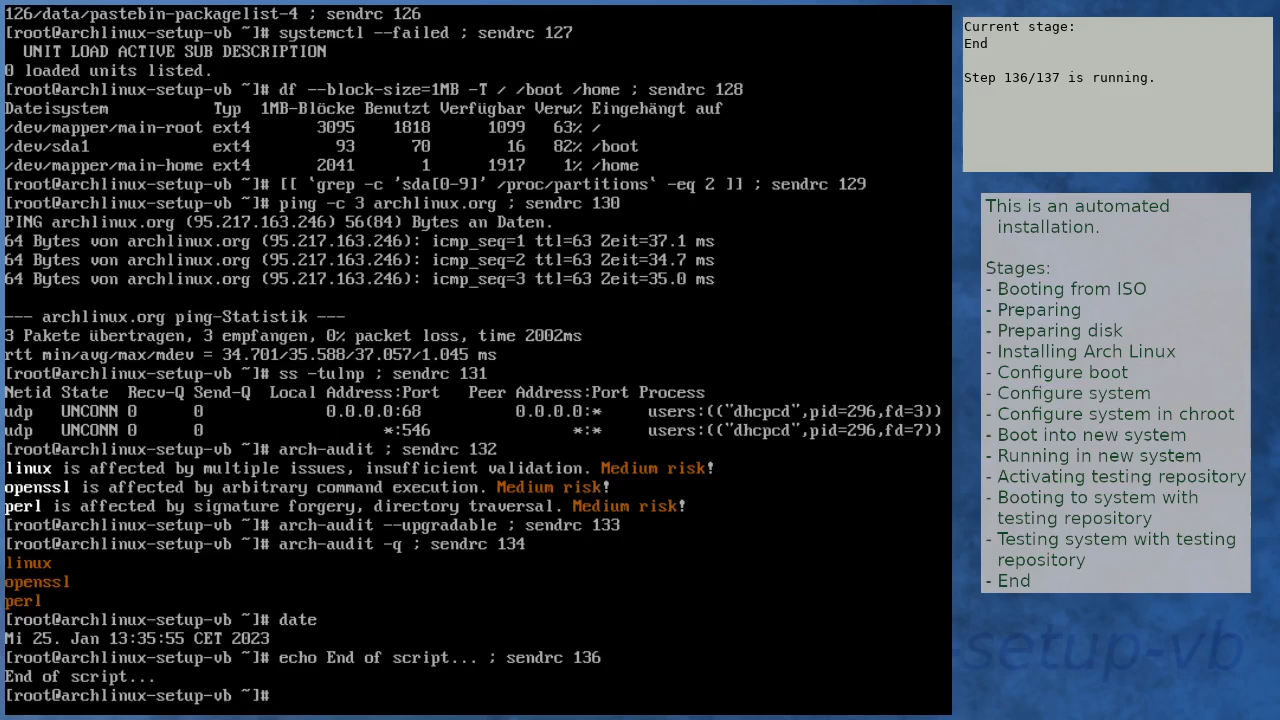 126/data/pastebin-packagelist-4 ; sendrc 126
[root@archlinux-setup-vb ~]# systemctl --failed ; sendrc 127
  UNIT LOAD ACTIVE SUB DESCRIPTION
0 loaded units listed.
[root@archlinux-setup-vb ~]# df --block-size=1MB -T / /boot /home ; sendrc 128
Dateisystem           Typ  1MB-Blöcke Benutzt Verfügbar Verw% Eingehängt auf
/dev/mapper/main-root ext4       3095    1818      1099   63% /
/dev/sda1             ext4         93      70        16   82% /boot
/dev/mapper/main-home ext4       2041       1      1917    1% /home
[root@archlinux-setup-vb ~]# [[ `grep -c 'sda[0-9]' /proc/partitions` -eq 2 ]] ; sendrc 129
[root@archlinux-setup-vb ~]# ping -c 3 archlinux.org ; sendrc 130
PING archlinux.org (95.217.163.246) 56(84) Bytes an Daten.
64 Bytes von archlinux.org (95.217.163.246): icmp_seq=1 ttl=63 Zeit=37.1 ms
64 Bytes von archlinux.org (95.217.163.246): icmp_seq=2 ttl=63 Zeit=34.7 ms
64 Bytes von archlinux.org (95.217.163.246): icmp_seq=3 ttl=63 Zeit=35.0 ms
--- archlinux.org ping-Statistik ---
3 Pakete übertragen, 3 empfangen, 0% packet loss, time 2002ms
rtt min/avg/max/mdev = 34.701/35.588/37.057/1.045 ms
[root@archlinux-setup-vb ~]# ss -tulnp ; sendrc 131
Netid State  Recv-Q Send-Q  Local Address:Port   Peer Address:Port Process
udp   UNCONN 0      0             0.0.0.0:68          0.0.0.0:*     users:(("dhcpcd",pid=296,fd=3))
udp   UNCONN 0      0                   *:546               *:*     users:(("dhcpcd",pid=296,fd=7))
[root@archlinux-setup-vb ~]# arch-audit ; sendrc 132
linux is affected by multiple issues, insufficient validation. Medium risk!
openssl is affected by arbitrary command execution. Medium risk!
perl is affected by signature forgery, directory traversal. Medium risk!
[root@archlinux-setup-vb ~]# arch-audit --upgradable ; sendrc 133
[root@archlinux-setup-vb ~]# arch-audit -q ; sendrc 134
linux
openssl
perl
[root@archlinux-setup-vb ~]# date
Mi 25. Jan 13:35:55 CET 2023
[root@archlinux-setup-vb ~]# echo End of script... ; sendrc 136
End of script...
[root@archlinux-setup-vb ~]#
Current stage:
End
Step 136/137 is running.
This is an automated
installation.
Stages:
- Booting from ISO
- Preparing
- Preparing disk
- Installing Arch Linux
- Configure boot
- Configure system
- Configure system in chroot
- Boot into new system
- Running in new system
- Activating testing repository
- Booting to system with
testing repository
- Testing system with testing
repository
- End
-setup-vb